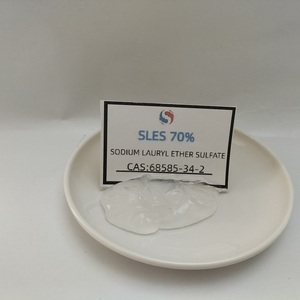 SLES 70%
SODIUM LAURYL ETHER SULFATE
CAS:68585-34-2